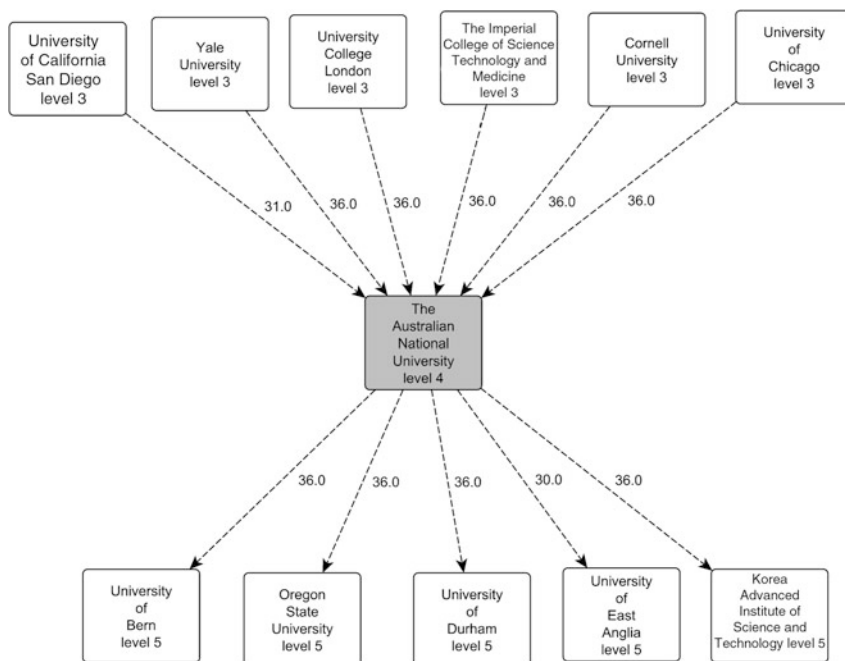 University
of California
San Diego
level 3
Yale
University
level 3
University
College
London
level 3
The Imperial
College of Science
Technology and
Medicine
level 3
Cornell
University
level 3
University
of
Chicago
level 3
31.0
36.0
36.0
36.0
36.0
36.0
The
Australian
National
University
level 4
36.0
36.0
36.0
30.0
36.0
University
of
Bern
level 5
Oregon
State
University
level 5
University
of
Durham
level 5
University
of
East
Anglia
level 5
Korea
Advanced
Institute of
Science and
Technology level 5